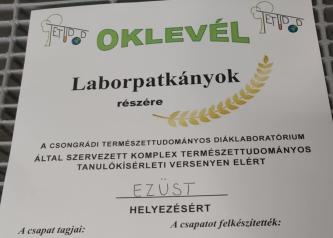 OKLEVÉL
Laborpatkányok
részére
A CSONGRÁDI TERMÉSZETTUDOMÁNYOS DIÁKLABORATÓRIUM
ÁLTAL SZERVEZETT KOMPLEX TERMÉSZETTUDOMÁNYOS
TANULÓKÍSÉRLETI VERSENYEN ELÉRT
EZÜST
HELYEZÉSÉRT
A csapat tagjai: A csapatot felkészítették: